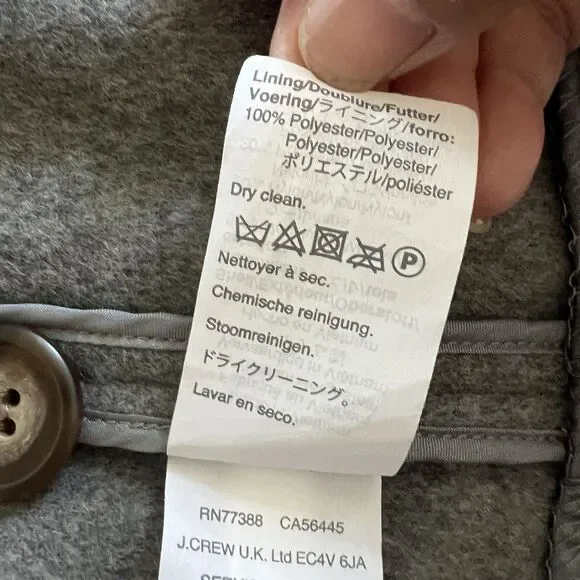 Lining/Doublure/Futter/
Voering/ライニング/forro:
100% Polyester/Polyester/
Polyester/Polyester/
ポリエステル/poliéster
Dry clean.
P
Nettoyer à sec.
Chemische reinigung.
Stoomreinigen.
ドライクリーニング。
Lavar en seco.
RN77388 CA56445
J.CREW U.K. Ltd EC4V 6JA